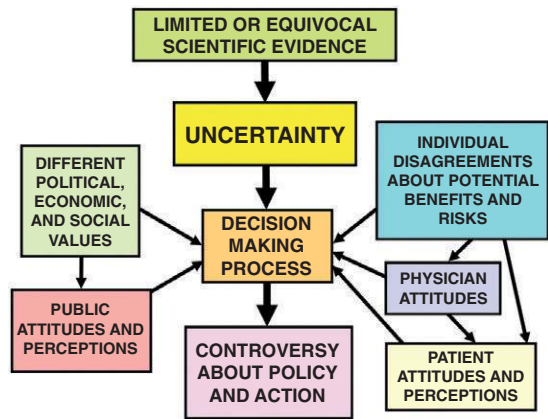 LIMITED OR EQUIVOCAL
SCIENTIFIC EVIDENCE
UNCERTAINTY
DIFFERENT
POLITICAL,
ECONOMIC,
AND SOCIAL
VALUES
INDIVIDUAL
DISAGREEMENTS
ABOUT POTENTIAL
BENEFITS AND
RISKS
DECISION
MAKING
PROCESS
PUBLIC
ATTITUDES AND
PERCEPTIONS
PHYSICIAN
ATTITUDES
CONTROVERSY
ABOUT POLICY
AND ACTION
PATIENT
ATTITUDES AND
PERCEPTIONS